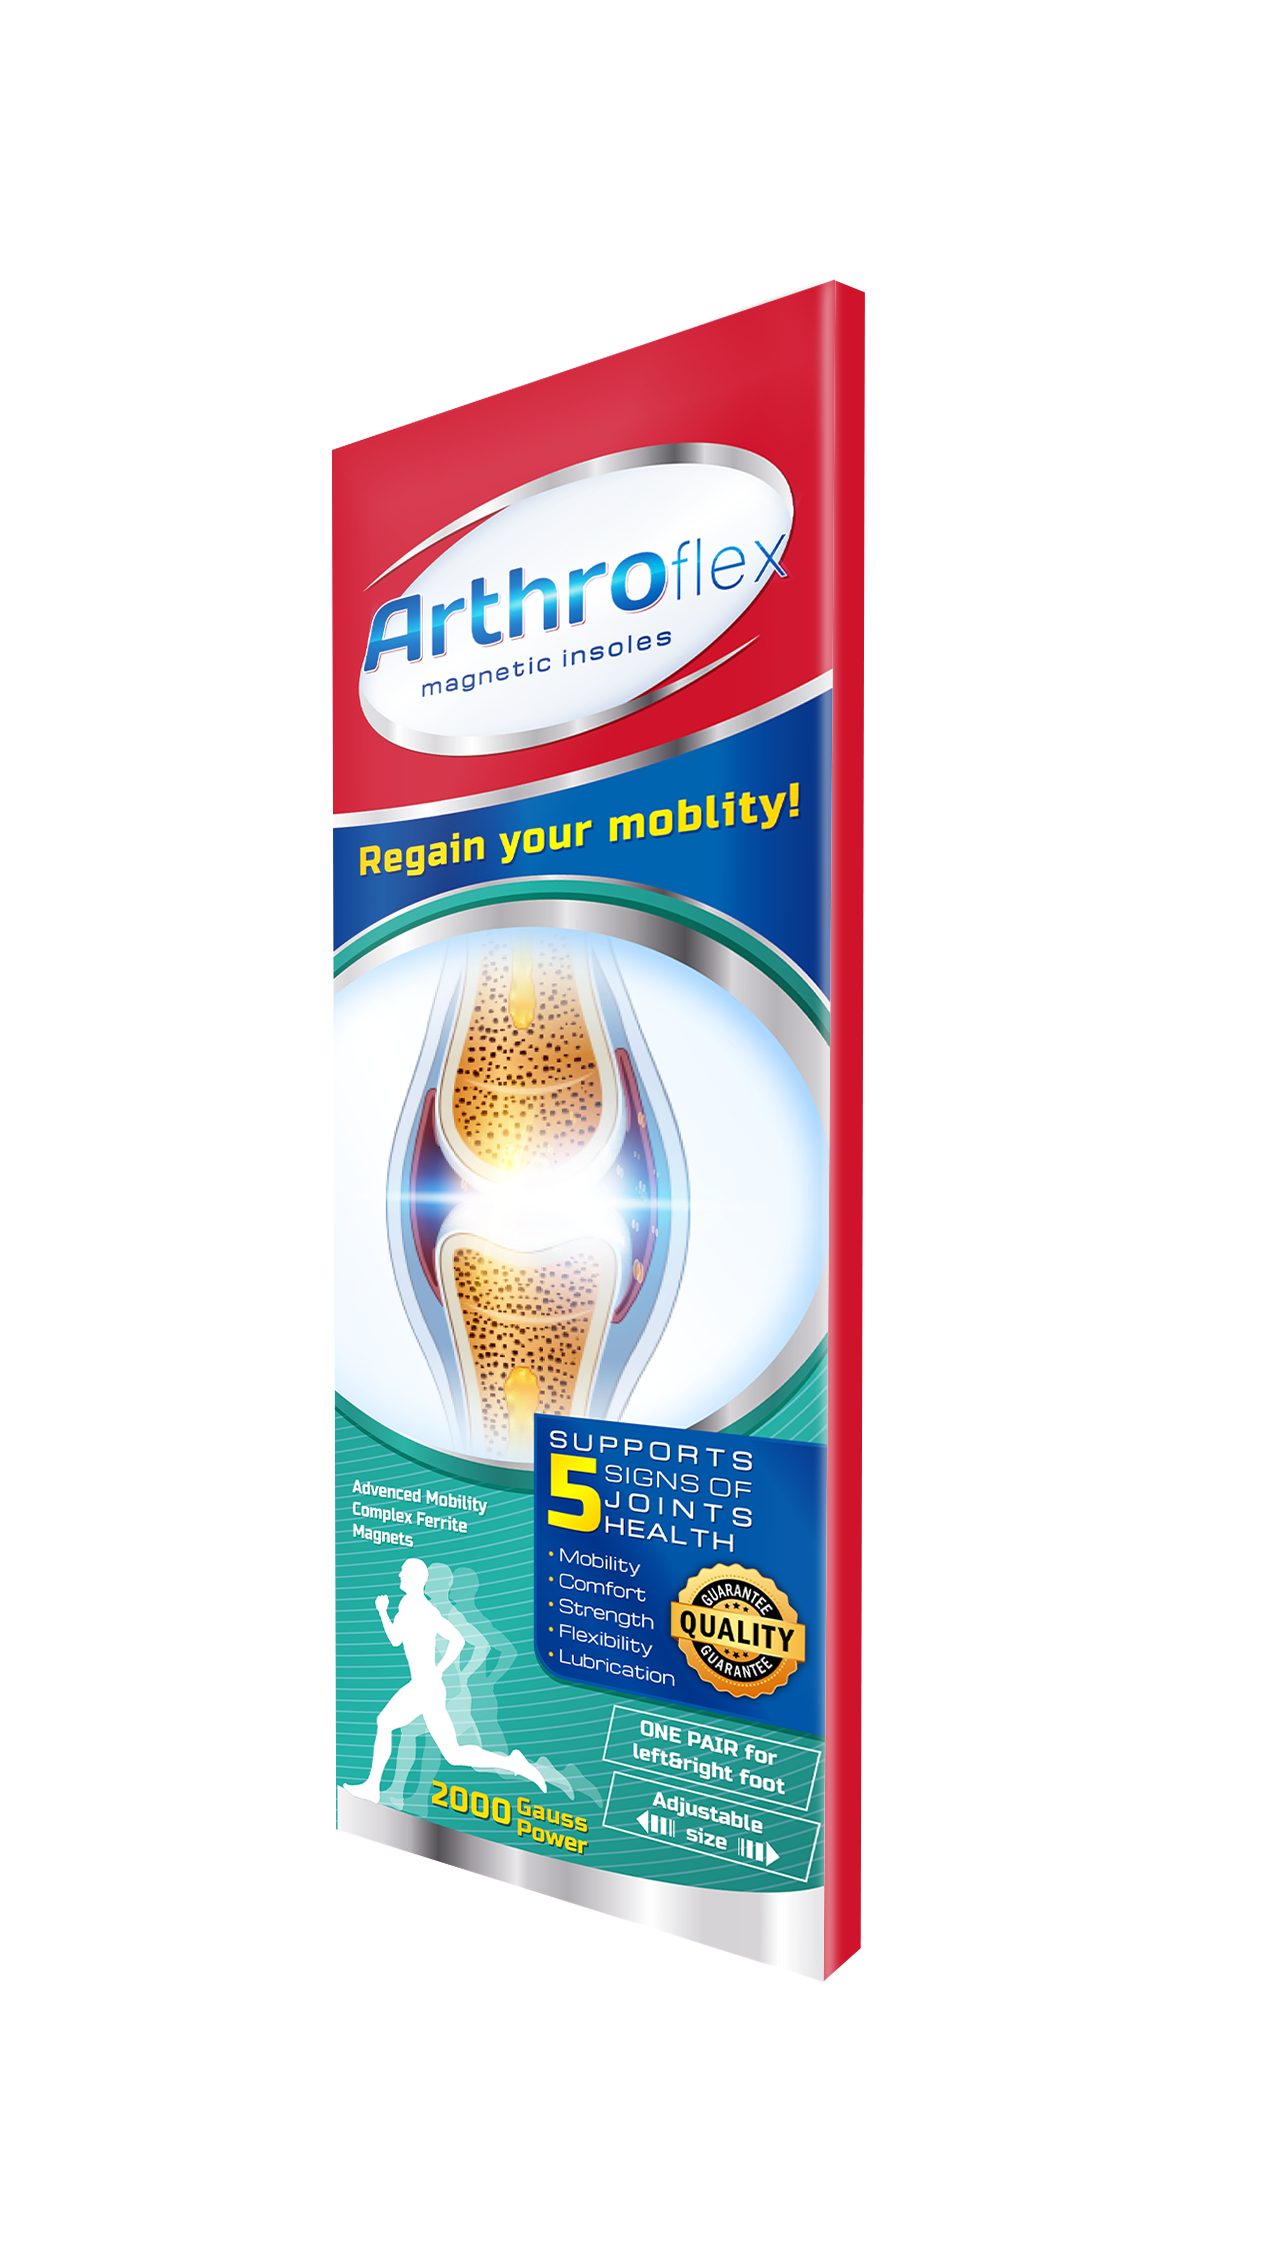 Arthroflex
magnetic insoles
Regain your moblity!
SUPPORTS
5 SIGNS OF
JOINTS
HEALTH
• Mobility
• Comfort
• Strength
• Flexibility
• Lubrication
GUARANTEE
QUALITY
GUARANTEE
Advenced Mobility
Complex Ferrite
Magnets
2000 Gauss
Power
ONE PAIR for
left&right foot
Adjustable
size